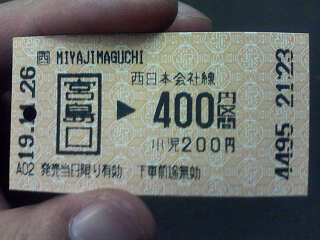 西 MIYAJIMAGUCHI
19.11.26
宮島口
西日本会社線
▶ 400円区間
小児200円
4495 21:23
A02 発売当日限り有効 下車前途無効